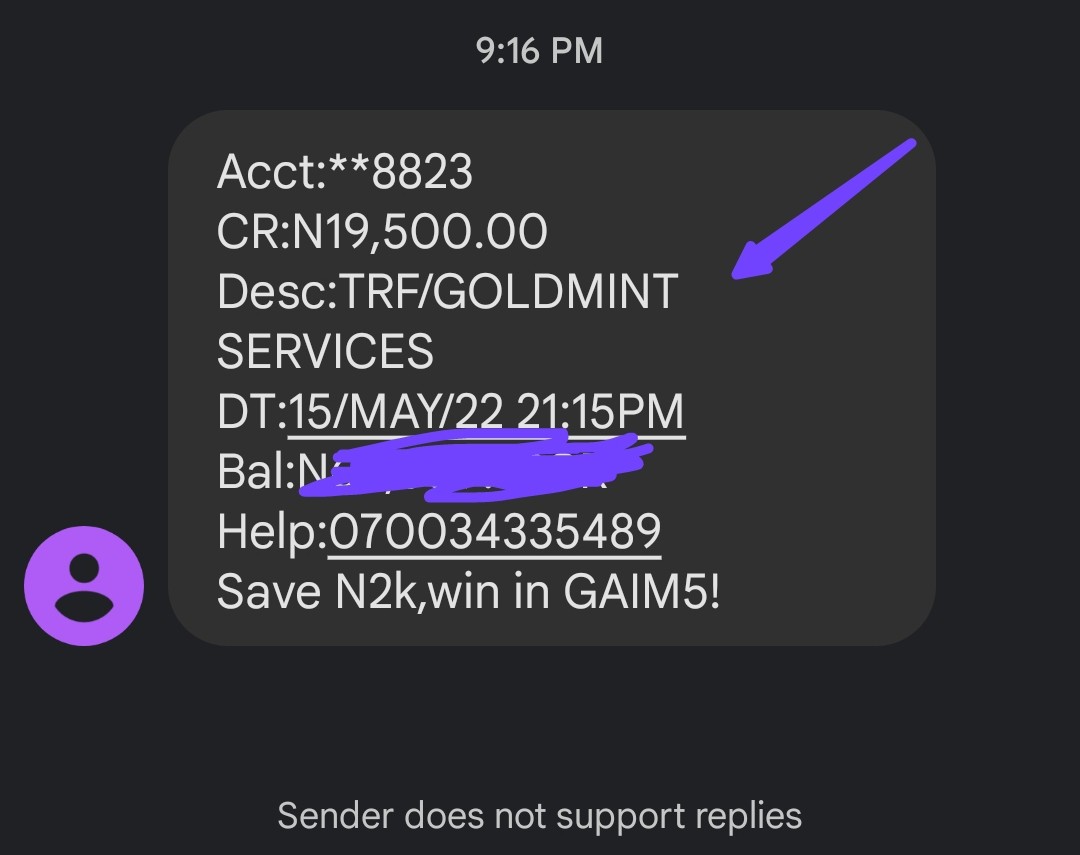 9:16 PM
Acct:**8823
CR:N19,500.00
Desc:TRF/GOLDMINT
SERVICES
DT:15/MAY/22 21:15PM
Bal:N
Help:070034335489
Save N2k,win in GAIM5!
Sender does not support replies